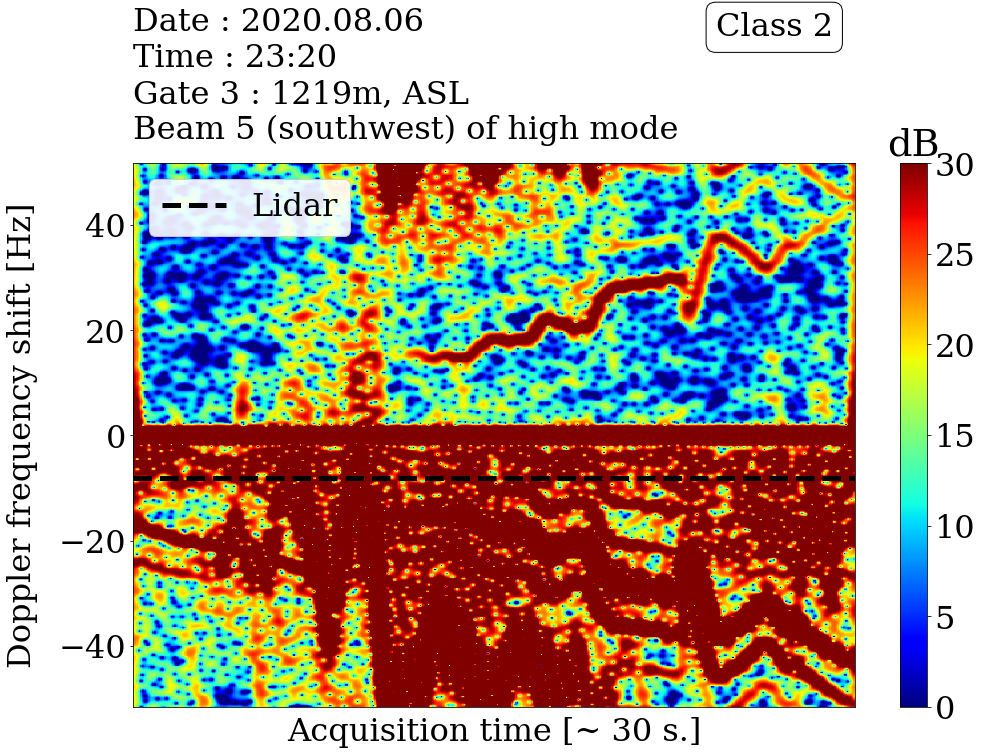 Date : 2020.08.06
Time : 23:20
Gate 3 : 1219m, ASL
Beam 5 (southwest) of high mode
Class 2
dB
Lidar
Doppler frequency shift [Hz]
40
20
0
−20
−40
30
25
20
15
10
5
0
Acquisition time [~ 30 s.]